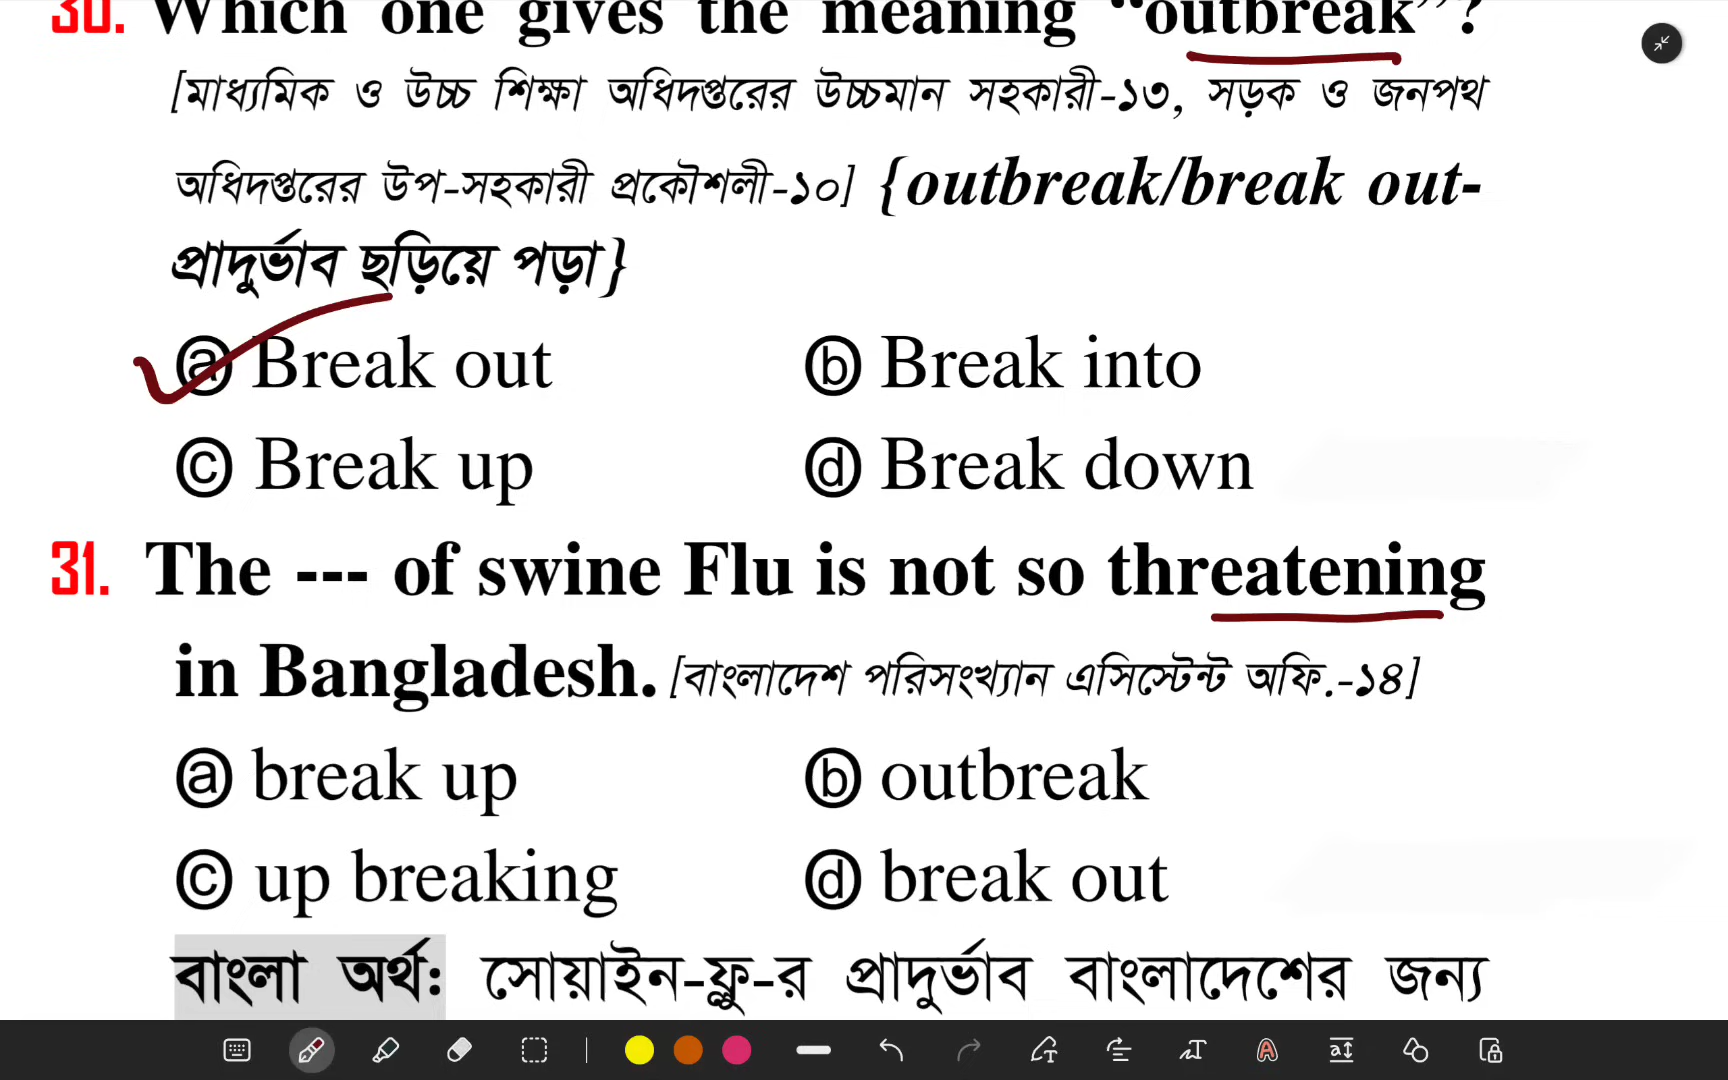 30. Which one gives the meaning “outbreak”?
[মাধ্যমিক ও উচ্চ শিক্ষা অধিদপ্তরের উচ্চমান সহকারী-১৩, সড়ক ও জনপথ
অধিদপ্তরের উপ-সহকারী প্রকৌশলী-১০] {outbreak/break out-
প্রাদুর্ভাব ছড়িয়ে পড়া}
ⓐ Break out ⓑ Break into
ⓒ Break up ⓓ Break down
31. The --- of swine Flu is not so threatening
in Bangladesh. [বাংলাদেশ পরিসংখ্যান এসিস্টেন্ট অফি.-১৪]
ⓐ break up ⓑ outbreak
ⓒ up breaking ⓓ break out
বাংলা অর্থ: সোয়াইন-ফ্লু-র প্রাদুর্ভাব বাংলাদেশের জন্য